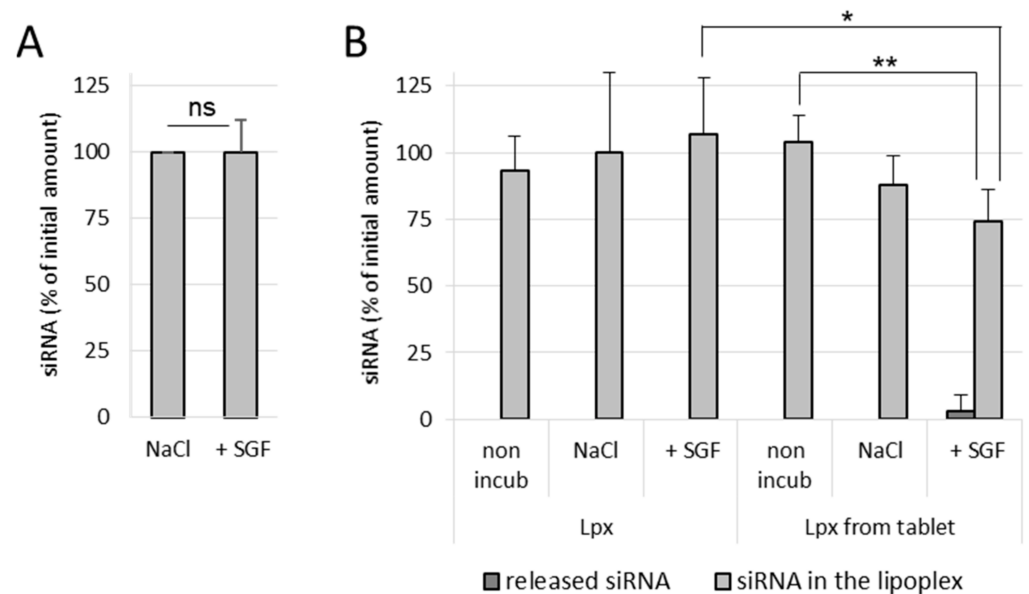 A
siRNA (% of initial amount)
125
100
75
50
25
0
ns
NaCl
+ SGF
B
siRNA (% of initial amount)
125
100
75
50
25
0
*
**
non incub
NaCl
+ SGF
non incub
NaCl
+ SGF
Lpx
Lpx from tablet
released siRNA
siRNA in the lipoplex